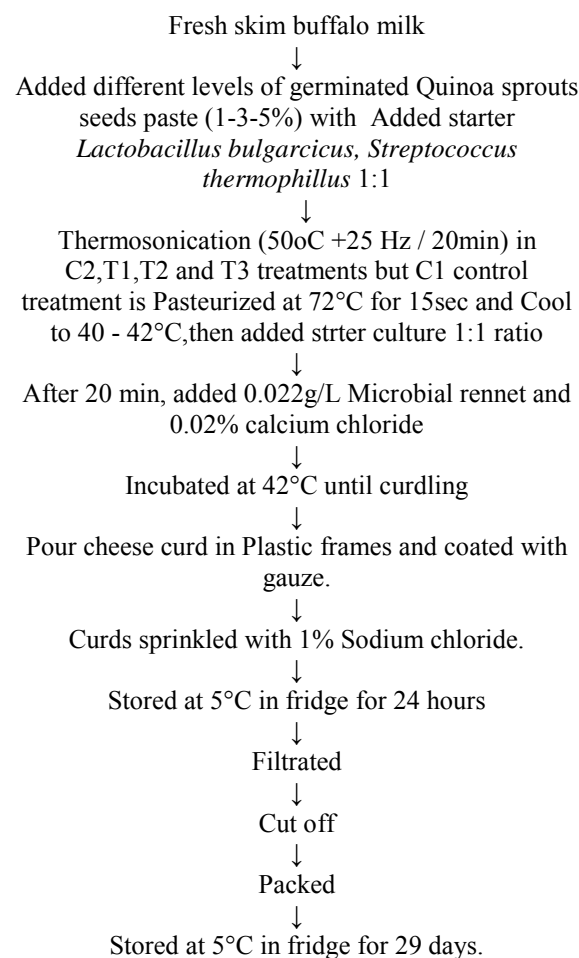 Fresh skim buffalo milk
↓
Added different levels of germinated Quinoa sprouts
seeds paste (1-3-5%) with Added starter
Lactobacillus bulgarcicus, Streptococcus
thermophillus 1:1
↓
Thermosonication (50oC +25 Hz / 20min) in
C2,T1,T2 and T3 treatments but C1 control
treatment is Pasteurized at 72°C for 15sec and Cool
to 40 - 42°C,then added strter culture 1:1 ratio
↓
After 20 min, added 0.022g/L Microbial rennet and
0.02% calcium chloride
↓
Incubated at 42°C until curdling
↓
Pour cheese curd in Plastic frames and coated with
gauze.
↓
Curds sprinkled with 1% Sodium chloride.
↓
Stored at 5°C in fridge for 24 hours
↓
Filtrated
↓
Cut off
↓
Packed
↓
Stored at 5°C in fridge for 29 days.